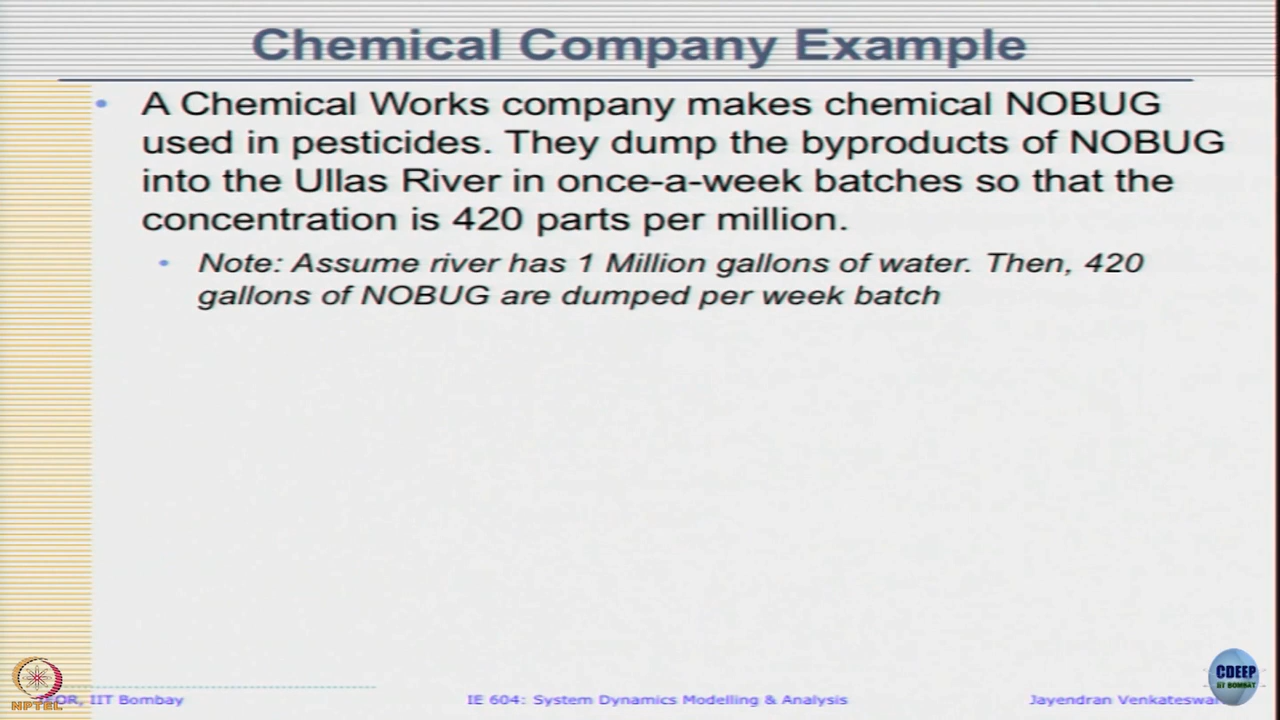 Chemical Company Example
• A Chemical Works company makes chemical NOBUG
used in pesticides. They dump the byproducts of NOBUG
into the Ullas River in once-a-week batches so that the
concentration is 420 parts per million.
• Note: Assume river has 1 Million gallons of water. Then, 420
gallons of NOBUG are dumped per week batch
CDEEP
IIT BOMBAY
IIT Bombay
IE 604: System Dynamics Modelling & Analysis
Jayendran
NPTEL